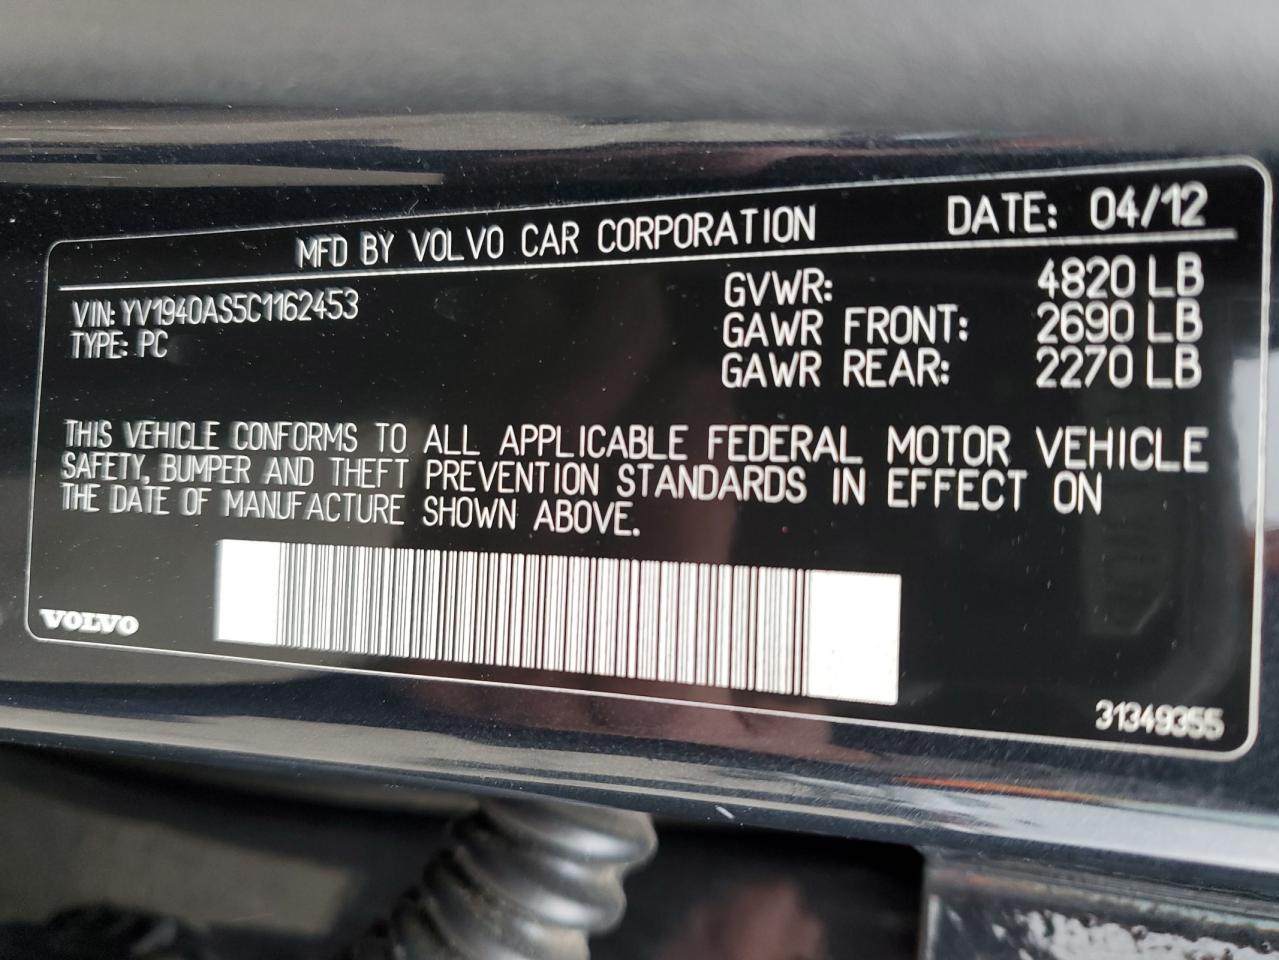 MFD BY VOLVO CAR CORPORATION DATE: 04/12
VIN: YV1940AS5C1162453
TYPE: PC
GVWR: 4820 LB
GAWR FRONT: 2690 LB
GAWR REAR: 2270 LB
THIS VEHICLE CONFORMS TO ALL APPLICABLE FEDERAL MOTOR VEHICLE
SAFETY, BUMPER AND THEFT PREVENTION STANDARDS IN EFFECT ON
THE DATE OF MANUFACTURE SHOWN ABOVE.
VOLVO
31349355